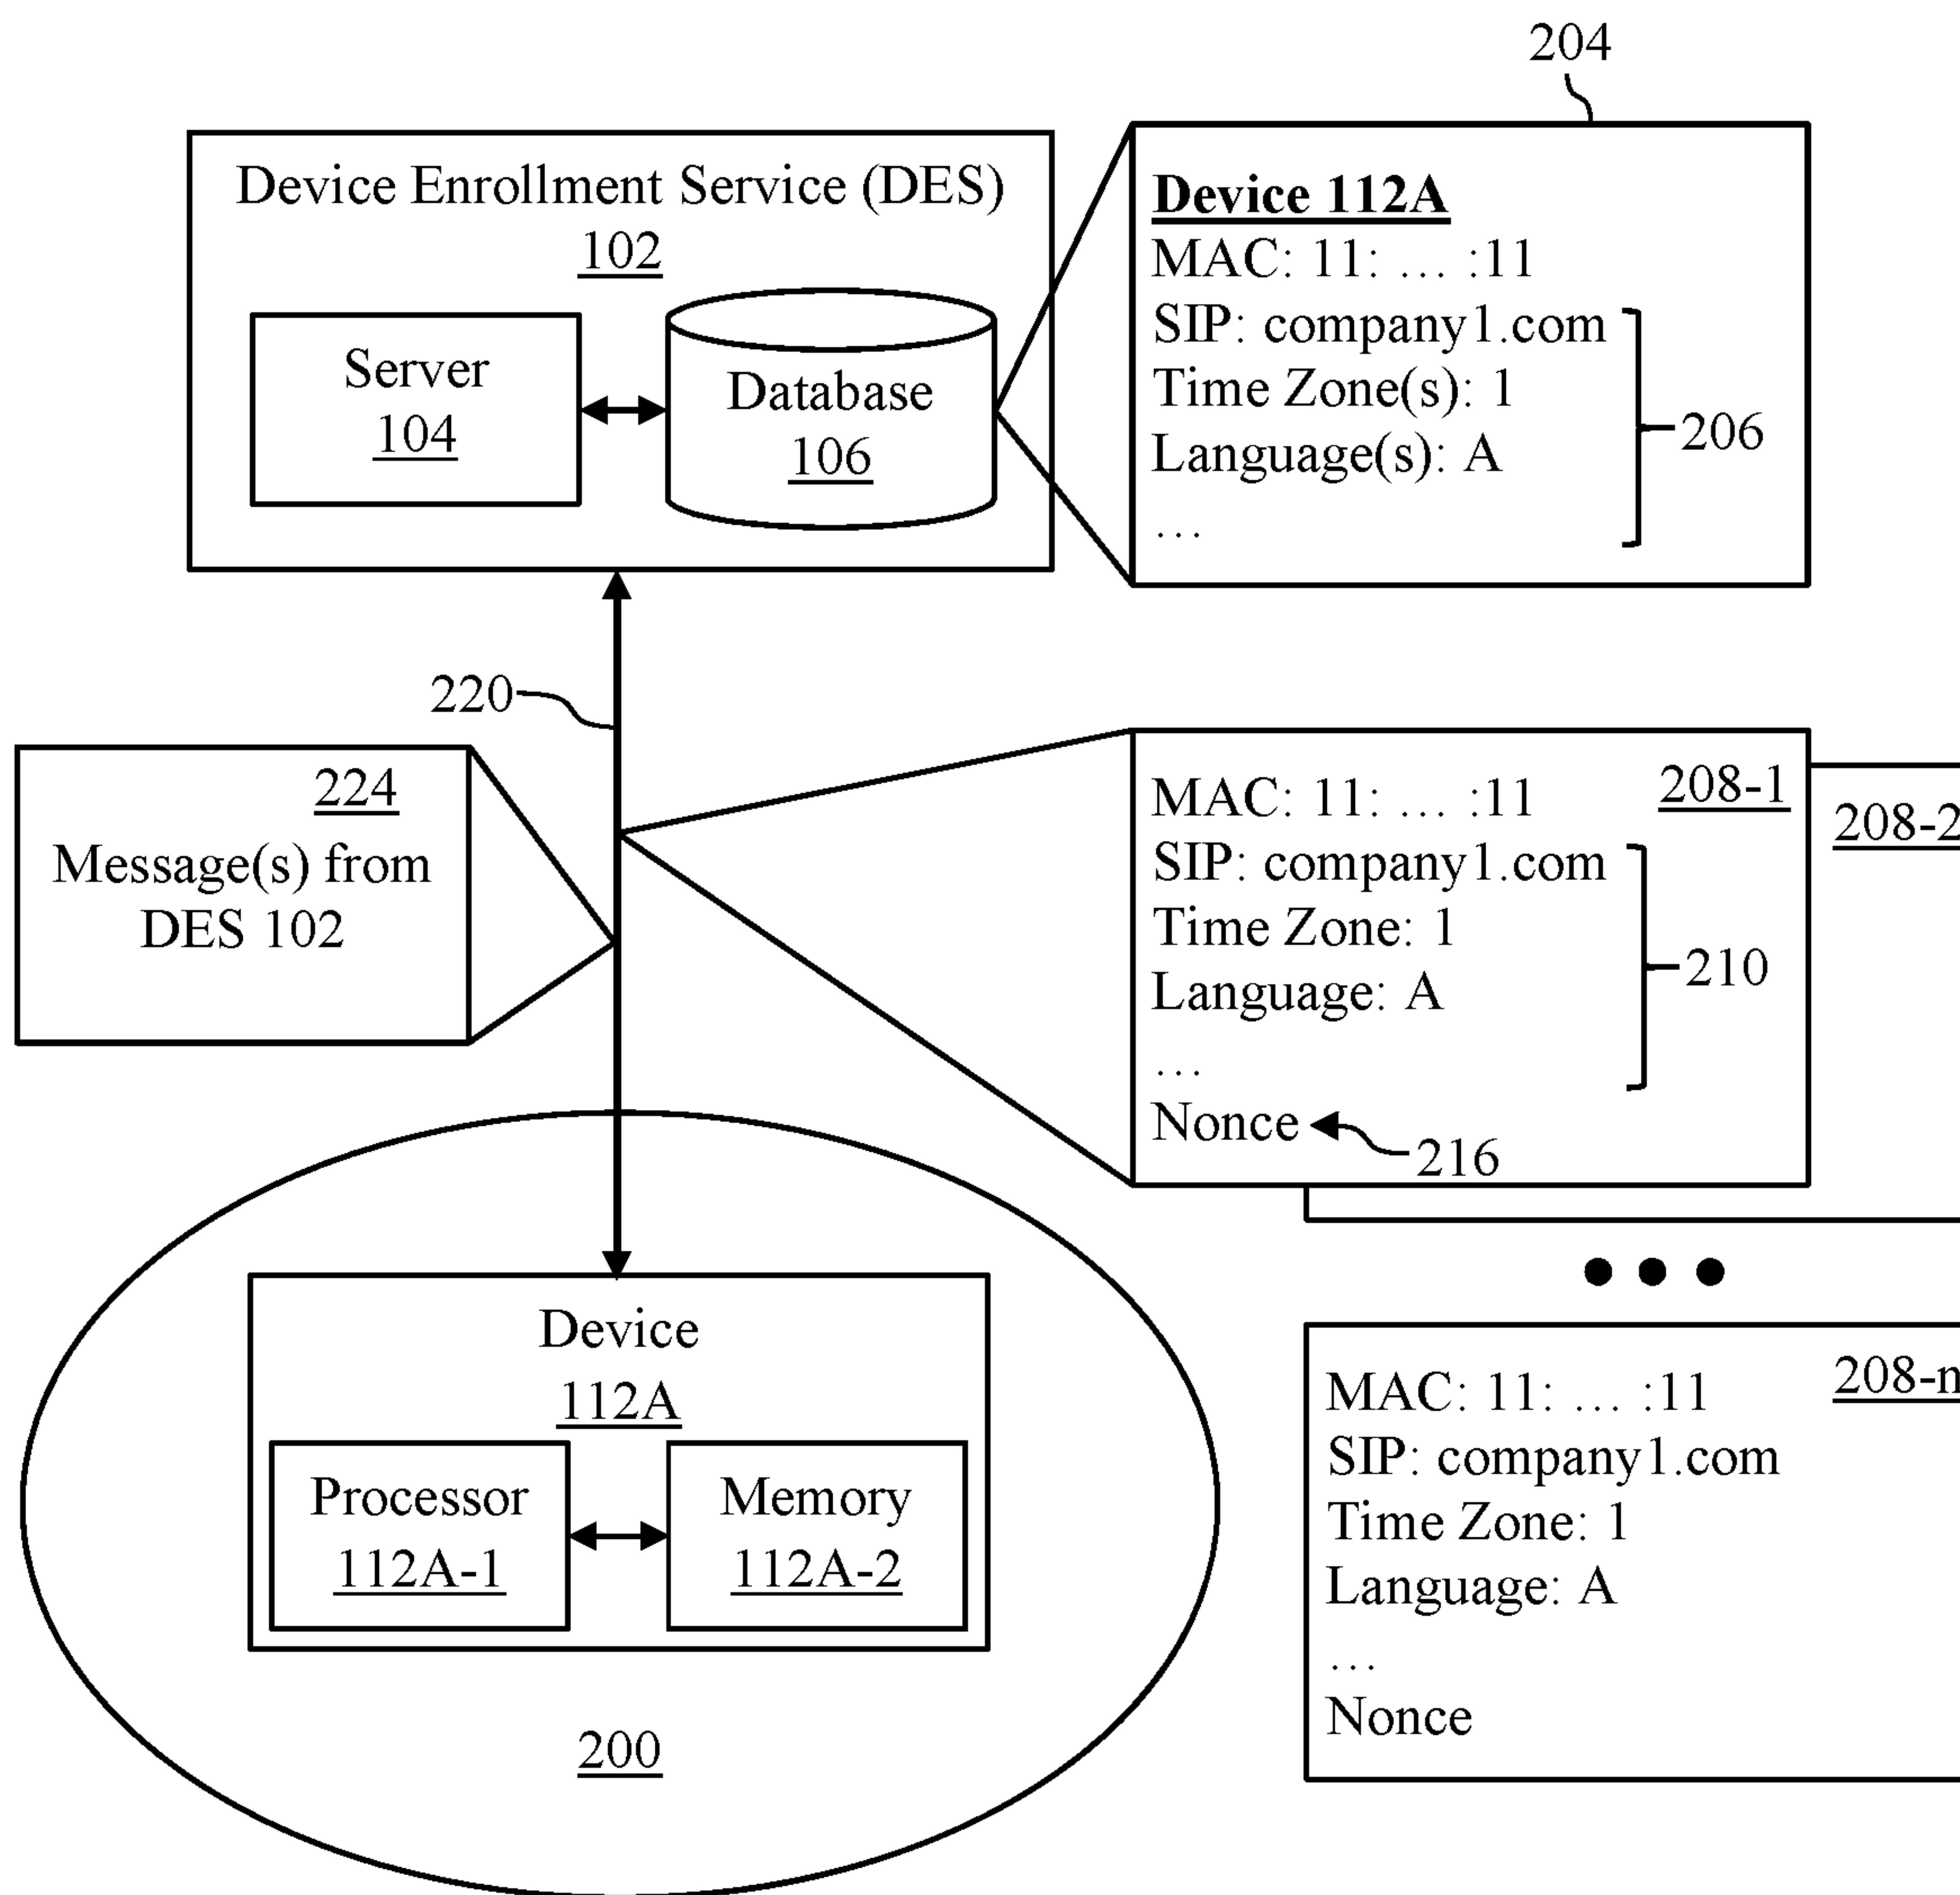 204
Device Enrollment Service (DES)
102
Server
104
Database
106
Device 112A
MAC: 11: … :11
SIP: company1.com
Time Zone(s): 1
Language(s): A
…
206
220
224
Message(s) from
DES 102
208-1
MAC: 11: … :11
SIP: company1.com
Time Zone: 1
Language: A
…
210
Nonce
216
208-2
Device
112A
Processor
112A-1
Memory
112A-2
200
208-n
MAC: 11: … :11
SIP: company1.com
Time Zone: 1
Language: A
…
Nonce